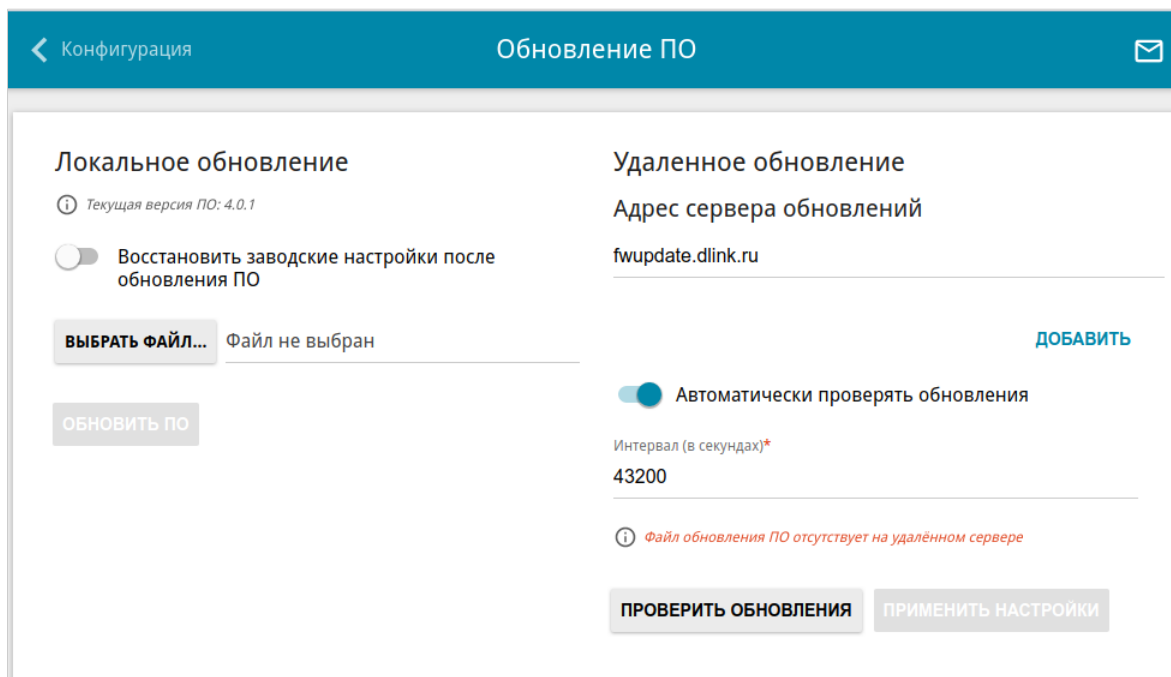 Конфигурация
Обновление ПО
Локальное обновление
Текущая версия ПО: 4.0.1
Восстановить заводские настройки после
обновления ПО
ВЫБРАТЬ ФАЙЛ...
Файл не выбран
ОБНОВИТЬ ПО
Удаленное обновление
Адрес сервера обновлений
fwupdate.dlink.ru
ДОБАВИТЬ
Автоматически проверять обновления
Интервал (в секундах)*
43200
Файл обновления ПО отсутствует на удалённом сервере
ПРОВЕРИТЬ ОБНОВЛЕНИЯ
ПРИМЕНИТЬ НАСТРОЙКИ